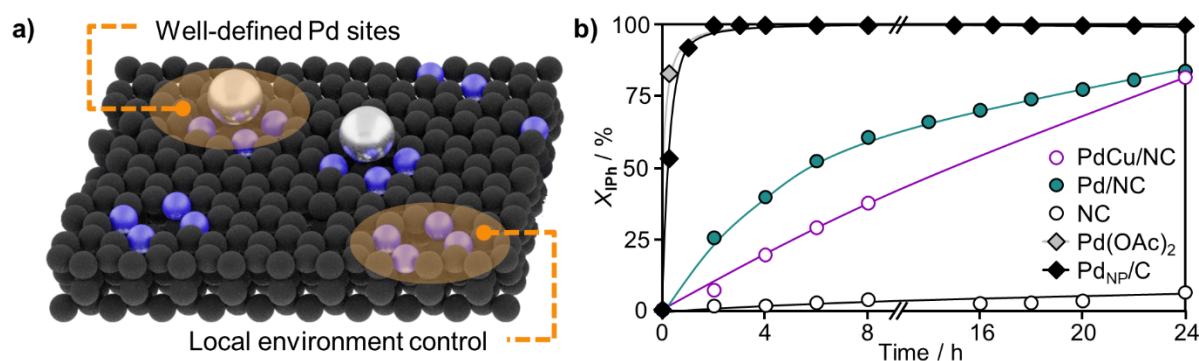 a)
Well-defined Pd sites
Local environment control
b)
X_IPh / %
100
75
50
25
0
PdCu/NC
Pd/NC
NC
Pd(OAc)₂
Pd_NP/C
0 4 8 16 20 24
Time / h